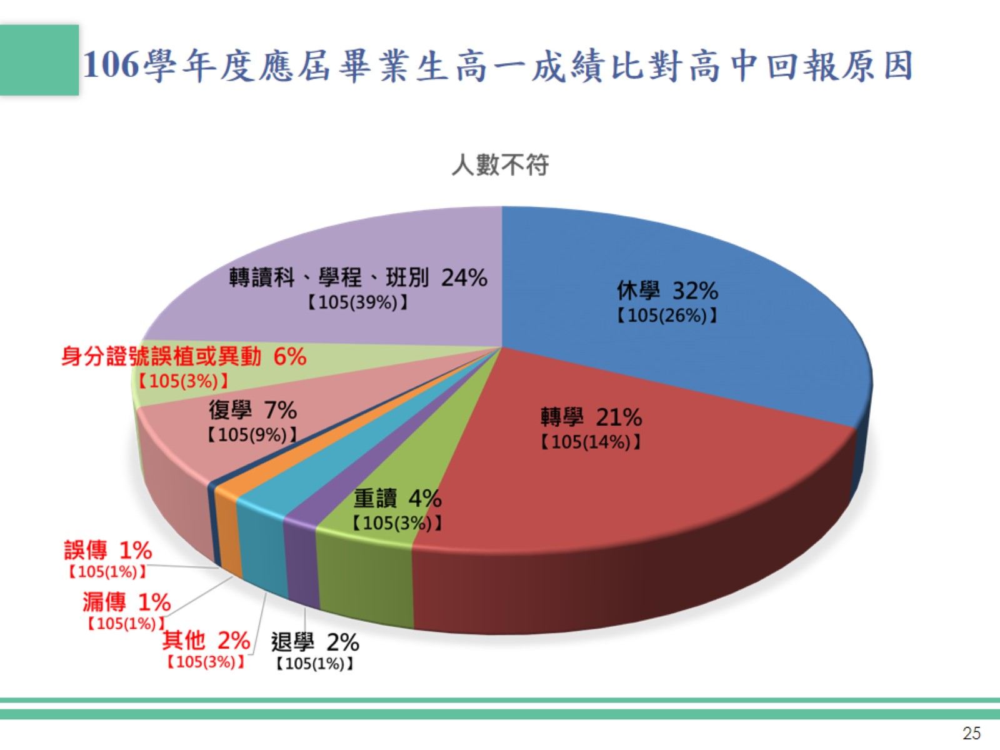 106學年度應屆畢業生高一成績比對高中回報原因
人數不符
轉讀科、學程、班別 24%
【105(39%)】
休學 32%
【105(26%)】
身分證號誤植或異動 6%
【105(3%)】
復學 7%
【105(9%)】
轉學 21%
【105(14%)】
重讀 4%
【105(3%)】
誤傳 1%
【105(1%)】
漏傳 1%
【105(1%)】
其他 2%
【105(3%)】
退學 2%
【105(1%)】
25